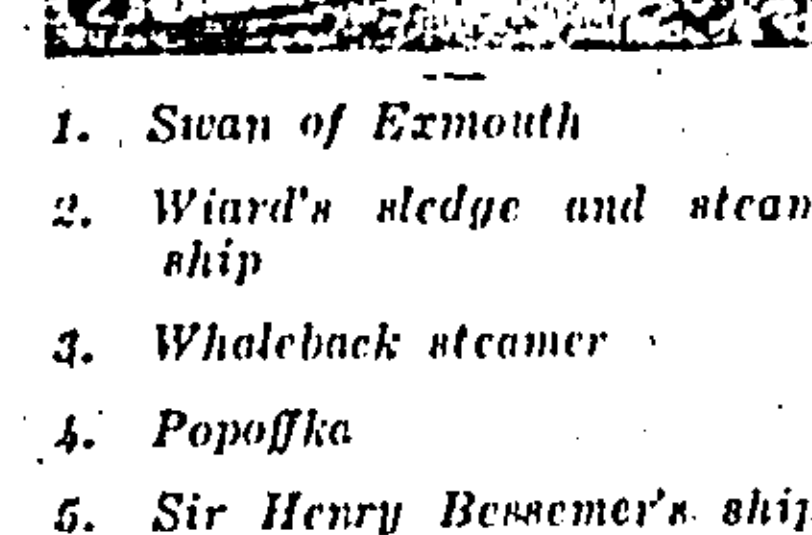 1. Swan of Exmouth
2. Wiard's sledge and stean
ship
3. Whaleback steamer
4. Popoffka
5. Sir Henry Bessemer's ship